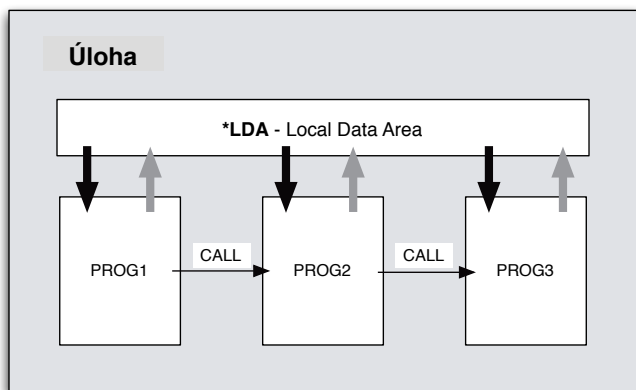 Úloha
*LDA - Local Data Area
PROG1
CALL
PROG2
CALL
PROG3